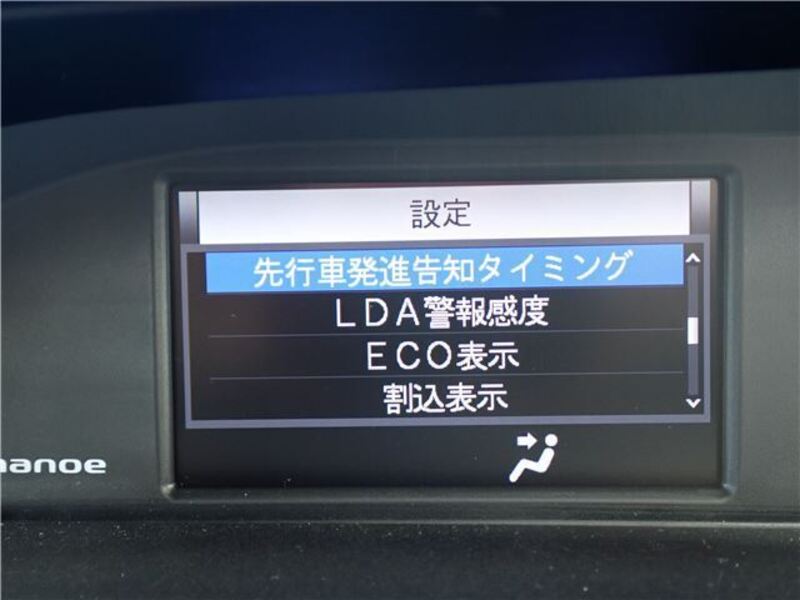 設定
先行車発進告知タイミング
ＬＤＡ警報感度
ＥＣＯ表示
割込表示
nanoe